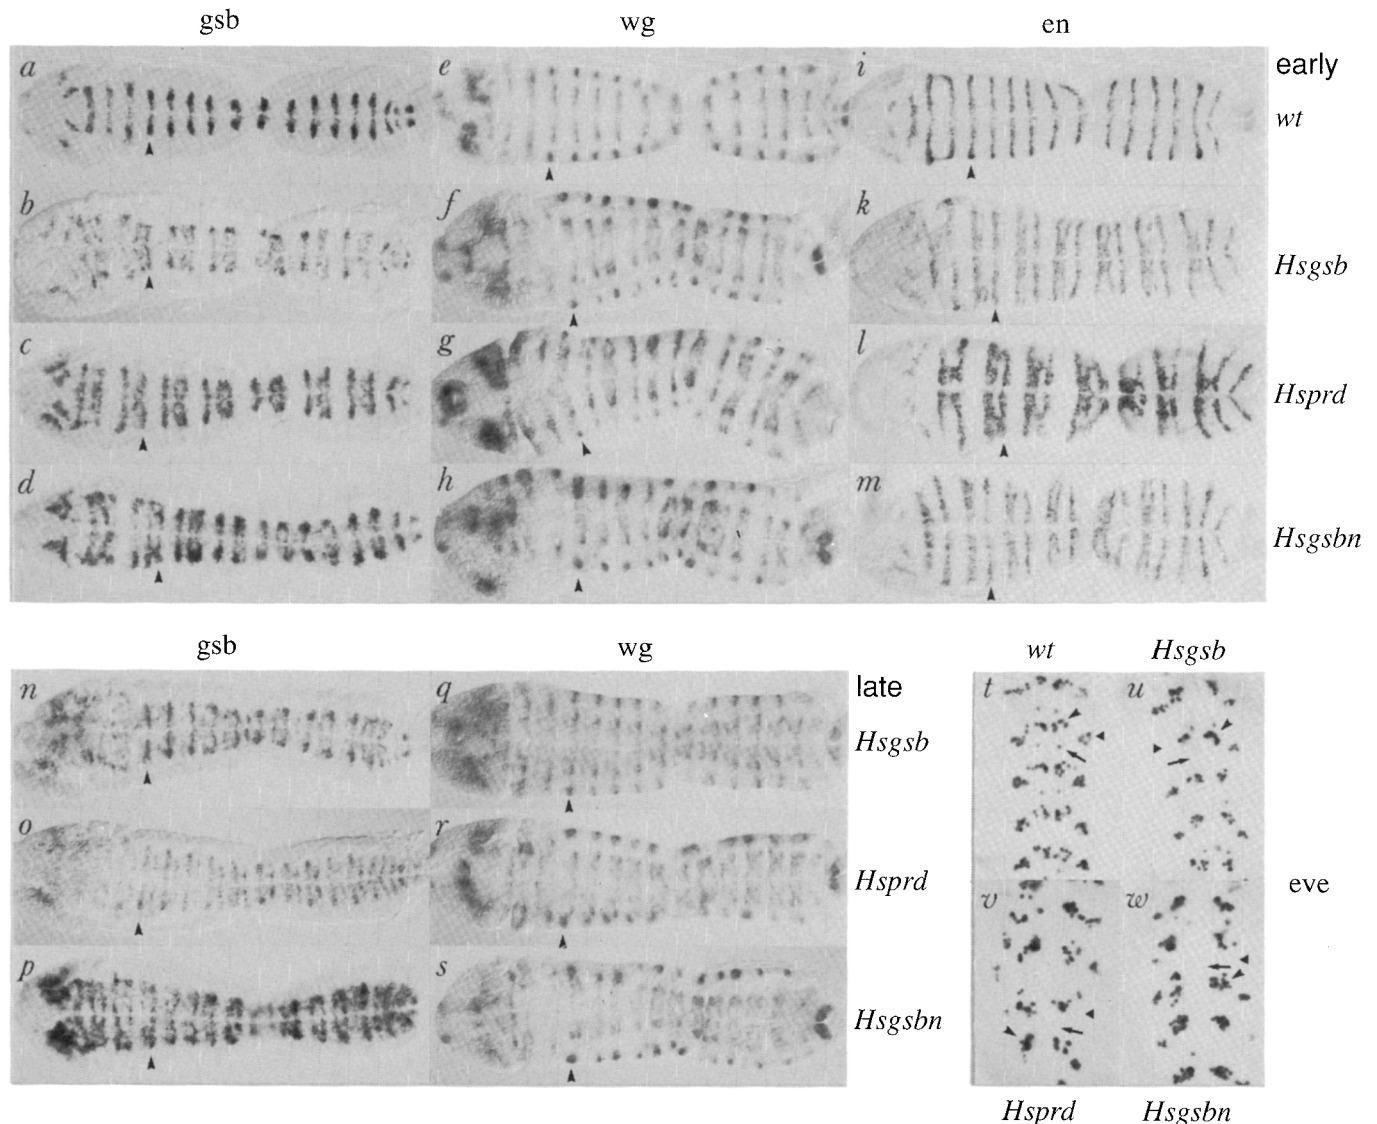 gsb wg en
a e i early
wt
b f k
Hsgsb
c g l
Hsprd
d h m
Hsgsbn
gsb wg wt Hsgsb
n q late t u
Hsgsb
o r
Hsprd eve
v w
p s
Hsgsbn
Hsprd Hsgsbn